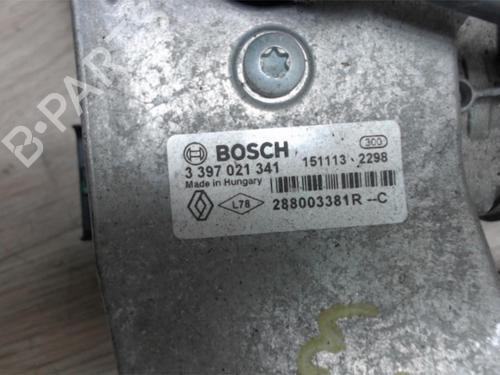 B-PARTS
BOSCH
300
3 397 021 341
151113 · 2298
Made in Hungary
L78
288003381R --C